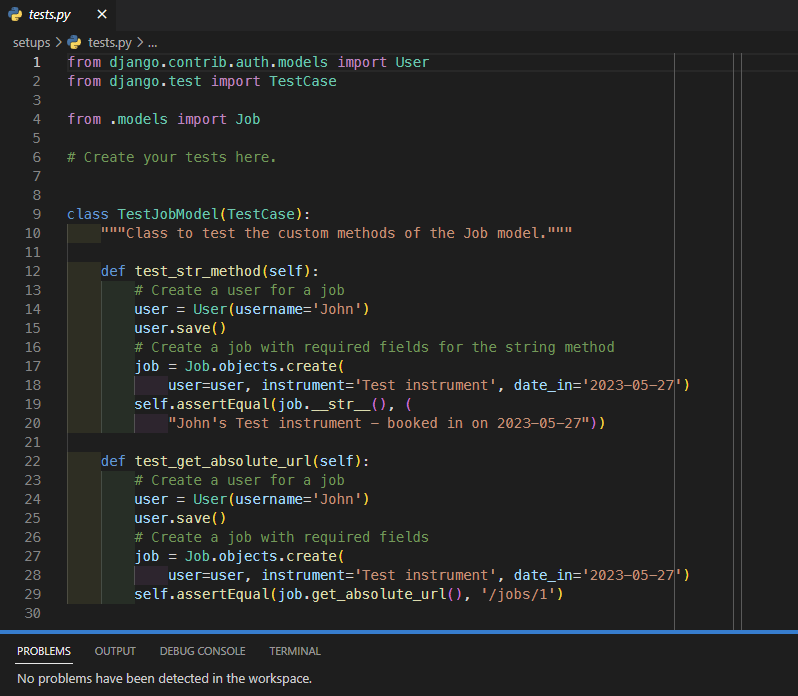 tests.py ×
setups > tests.py > ...
1 from django.contrib.auth.models import User
2 from django.test import TestCase
3
4 from .models import Job
5
6 # Create your tests here.
7
8
9 class TestJobModel(TestCase):
10     """Class to test the custom methods of the Job model."""
11
12     def test_str_method(self):
13         # Create a user for a job
14         user = User(username='John')
15         user.save()
16         # Create a job with required fields for the string method
17         job = Job.objects.create(
18             user=user, instrument='Test instrument', date_in='2023-05-27')
19         self.assertEqual(job.__str__(), (
20             "John's Test instrument - booked in on 2023-05-27"))
21
22     def test_get_absolute_url(self):
23         # Create a user for a job
24         user = User(username='John')
25         user.save()
26         # Create a job with required fields
27         job = Job.objects.create(
28             user=user, instrument='Test instrument', date_in='2023-05-27')
29         self.assertEqual(job.get_absolute_url(), '/jobs/1')
30
PROBLEMS OUTPUT DEBUG CONSOLE TERMINAL
No problems have been detected in the workspace.